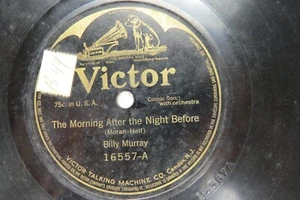 Victor
75c. in U. S. A.
Comic Song
with orchestra
The Morning After the Night Before
(Moran-Helf)
Billy Murray
16557-A
VICTOR TALKING MACHINE CO. Camden, N.J.